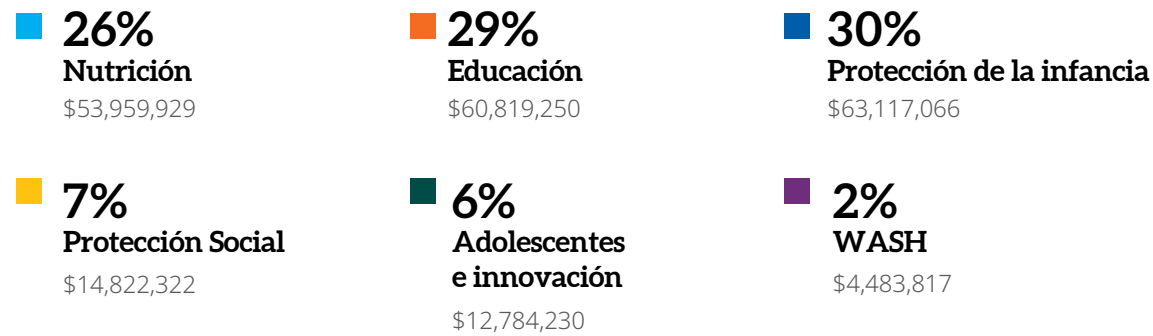 26%
Nutrición
$53,959,929
29%
Educación
$60,819,250
30%
Protección de la infancia
$63,117,066
7%
Protección Social
$14,822,322
6%
Adolescentes
e innovación
$12,784,230
2%
WASH
$4,483,817